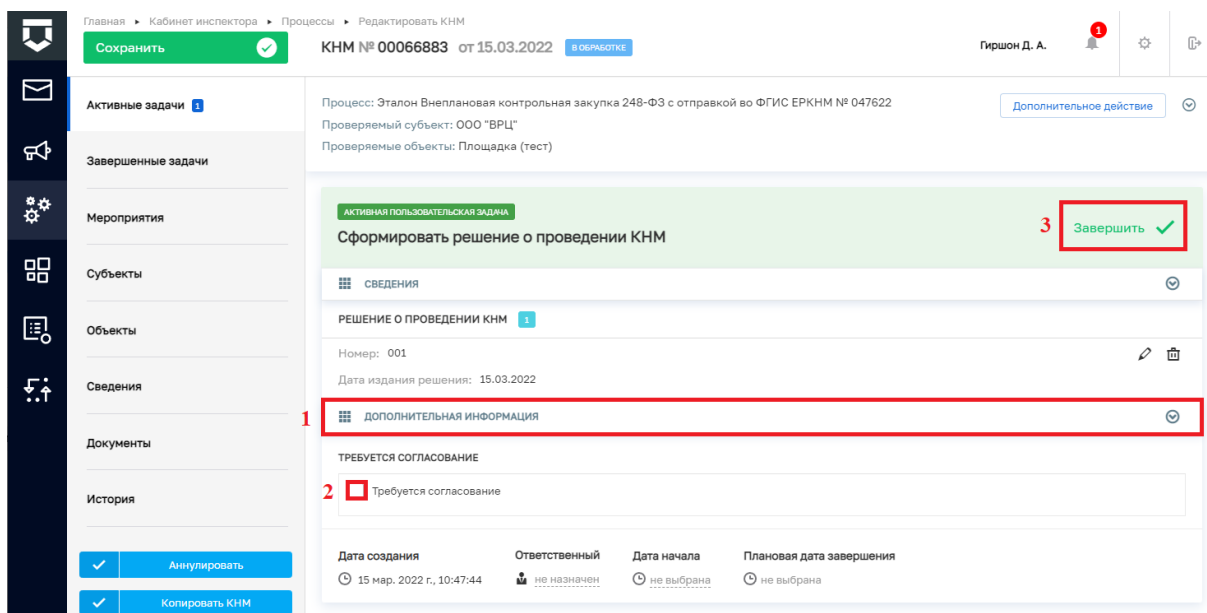 Главная ▸ Кабинет инспектора ▸ Процессы ▸ Редактировать КНМ
Сохранить
КНМ № 00066883 от 15.03.2022 В ОБРАБОТКЕ
Гиршон Д. А.
1
Активные задачи 1
Завершенные задачи
Мероприятия
Субъекты
Объекты
Сведения
Документы
История
Аннулировать
Копировать КНМ
Процесс: Эталон Внеплановая контрольная закупка 248-ФЗ с отправкой во ФГИС ЕРКНМ № 047622
Дополнительное действие
Проверяемый субъект: ООО "ВРЦ"
Проверяемые объекты: Площадка (тест)
АКТИВНАЯ ПОЛЬЗОВАТЕЛЬСКАЯ ЗАДАЧА
Сформировать решение о проведении КНМ
3 Завершить
СВЕДЕНИЯ
РЕШЕНИЕ О ПРОВЕДЕНИИ КНМ 1
Номер: 001
Дата издания решения: 15.03.2022
1 ДОПОЛНИТЕЛЬНАЯ ИНФОРМАЦИЯ
ТРЕБУЕТСЯ СОГЛАСОВАНИЕ
2 Требуется согласование
Дата создания Ответственный Дата начала Плановая дата завершения
15 мар. 2022 г., 10:47:44 не назначен не выбрана не выбрана